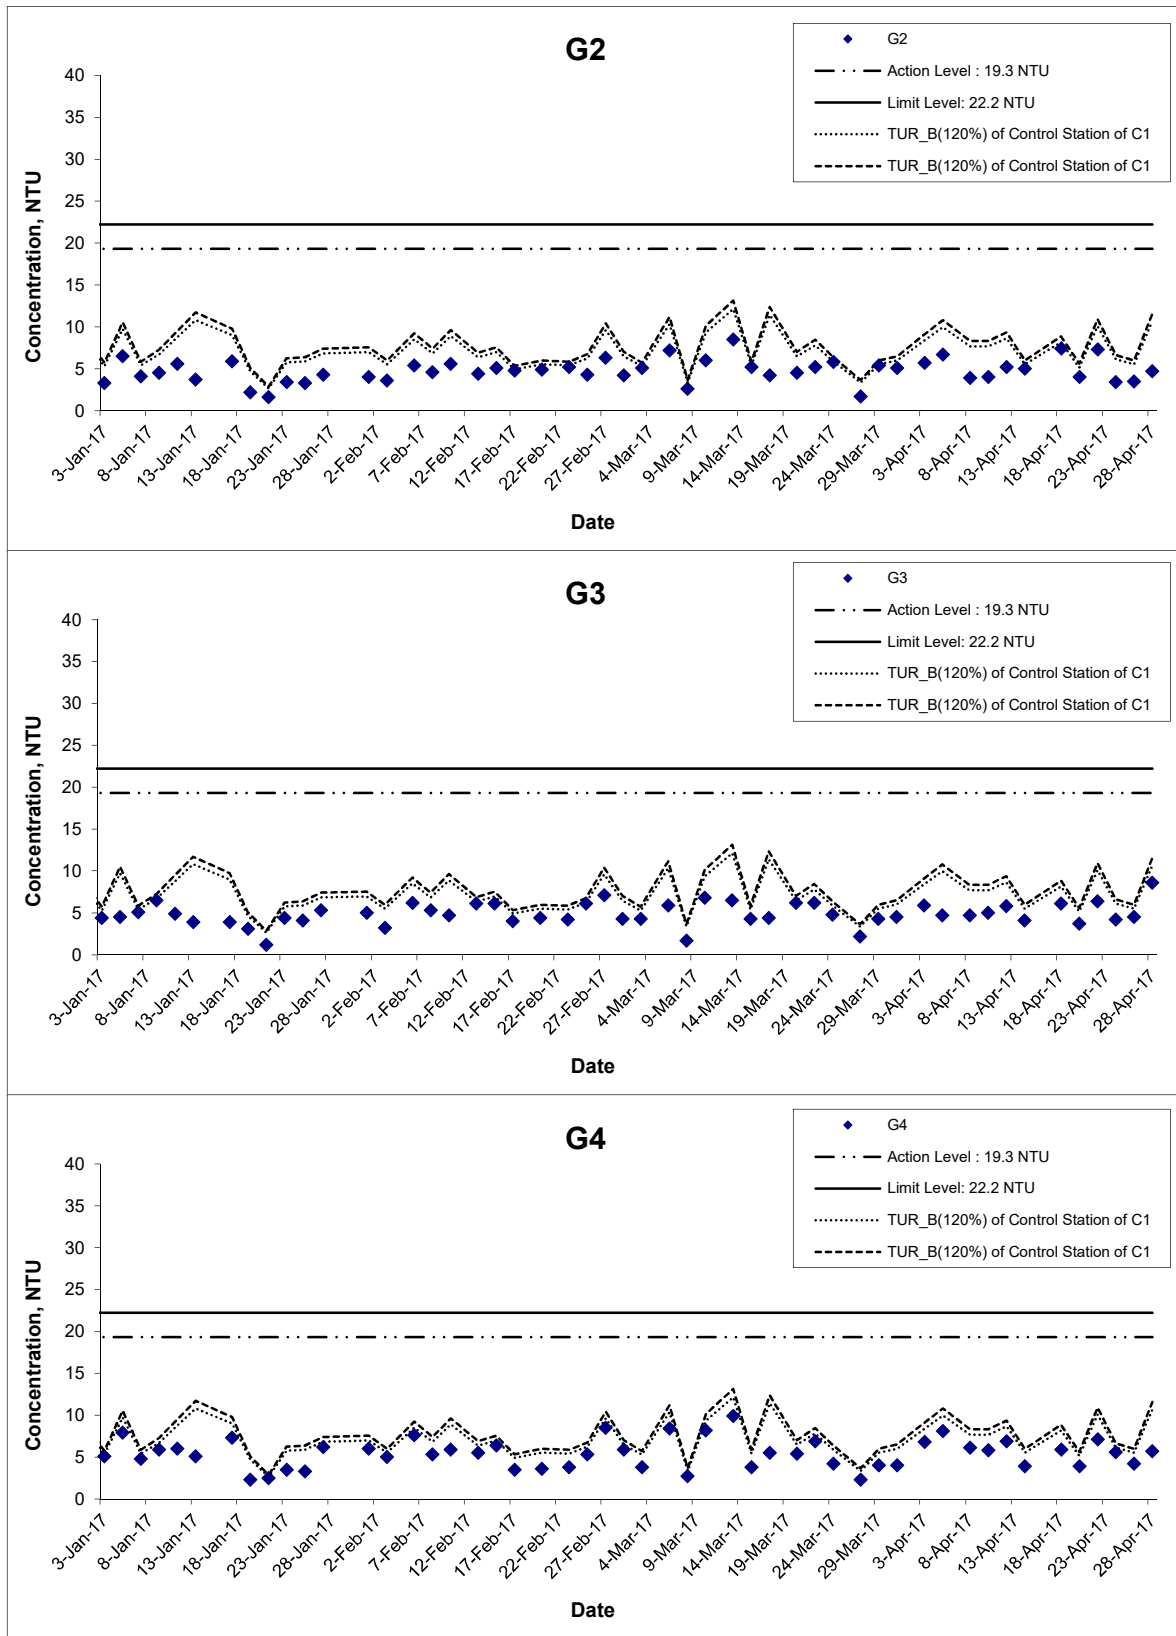 G2
G2
Action Level : 19.3 NTU
Limit Level: 22.2 NTU
TUR_B(120%) of Control Station of C1
TUR_B(120%) of Control Station of C1
Concentration, NTU
40
35
30
25
20
15
10
5
0
3-Jan-17
8-Jan-17
13-Jan-17
18-Jan-17
23-Jan-17
28-Jan-17
2-Feb-17
7-Feb-17
12-Feb-17
17-Feb-17
22-Feb-17
27-Feb-17
4-Mar-17
9-Mar-17
14-Mar-17
19-Mar-17
24-Mar-17
29-Mar-17
3-Apr-17
8-Apr-17
13-Apr-17
18-Apr-17
23-Apr-17
28-Apr-17
Date
G3
G3
Action Level : 19.3 NTU
Limit Level: 22.2 NTU
TUR_B(120%) of Control Station of C1
TUR_B(120%) of Control Station of C1
Concentration, NTU
40
35
30
25
20
15
10
5
0
3-Jan-17
8-Jan-17
13-Jan-17
18-Jan-17
23-Jan-17
28-Jan-17
2-Feb-17
7-Feb-17
12-Feb-17
17-Feb-17
22-Feb-17
27-Feb-17
4-Mar-17
9-Mar-17
14-Mar-17
19-Mar-17
24-Mar-17
29-Mar-17
3-Apr-17
8-Apr-17
13-Apr-17
18-Apr-17
23-Apr-17
28-Apr-17
Date
G4
G4
Action Level : 19.3 NTU
Limit Level: 22.2 NTU
TUR_B(120%) of Control Station of C1
TUR_B(120%) of Control Station of C1
Concentration, NTU
40
35
30
25
20
15
10
5
0
3-Jan-17
8-Jan-17
13-Jan-17
18-Jan-17
23-Jan-17
28-Jan-17
2-Feb-17
7-Feb-17
12-Feb-17
17-Feb-17
22-Feb-17
27-Feb-17
4-Mar-17
9-Mar-17
14-Mar-17
19-Mar-17
24-Mar-17
29-Mar-17
3-Apr-17
8-Apr-17
13-Apr-17
18-Apr-17
23-Apr-17
28-Apr-17
Date